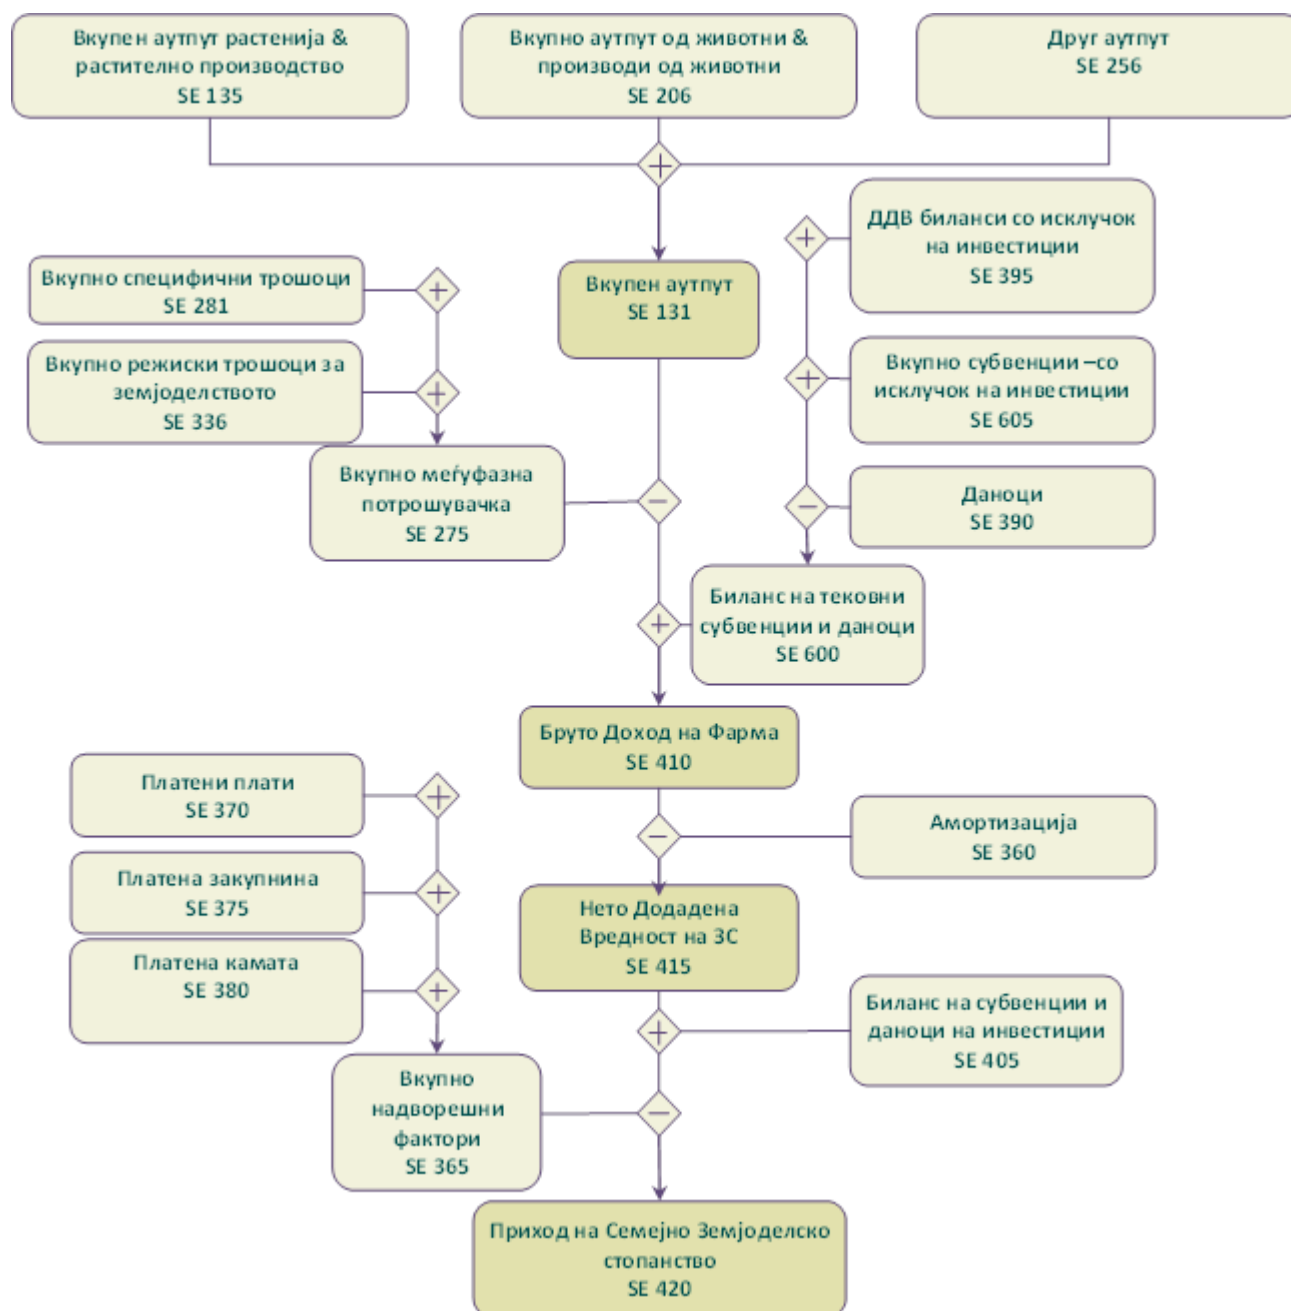 Вкупен аутпут растенија &
растително производство
SE 135
Вкупно аутпут од животни &
производи од животни
SE 206
Друг аутпут
SE 256
ДДВ биланси со исклучок
на инвестиции
SE 395
Вкупно специфични трошоци
SE 281
Вкупен аутпут
SE 131
Вкупно режиски трошоци за
земјоделството
SE 336
Вкупно субвенции –со
исклучок на инвестиции
SE 605
Вкупно меѓуфазна
потрошувачка
SE 275
Даноци
SE 390
Биланс на тековни
субвенции и даноци
SE 600
Бруто Доход на Фарма
SE 410
Платени плати
SE 370
Амортизација
SE 360
Платена закупнина
SE 375
Нето Додадена
Вредност на ЗС
SE 415
Платена камата
SE 380
Биланс на субвенции и
даноци на инвестиции
SE 405
Вкупно
надворешни
фактори
SE 365
Приход на Семејно Земјоделско
стопанство
SE 420